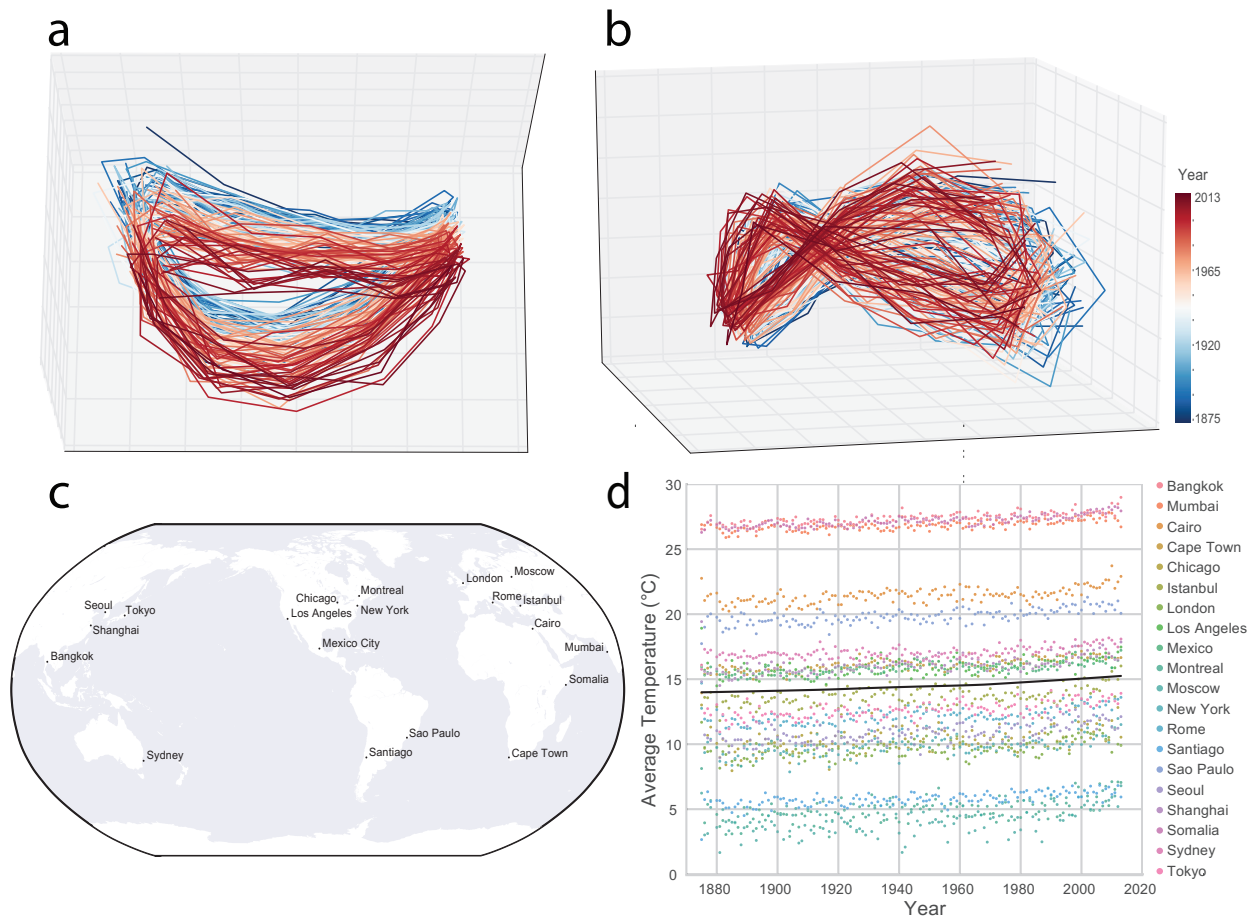 a
b
Year
2013
1965
1920
1875
c
London
Moscow
Montreal
Chicago
Rome
Istanbul
Seoul
Tokyo
New York
Los Angeles
Cairo
Shanghai
Mexico City
Mumbai
Bangkok
Somalia
Sao Paulo
Sydney
Santiago
Cape Town
d
Average Temperature (°C)
30
25
20
15
10
5
0
1880
1900
1920
1940
1960
1980
2000
2020
Year
Bangkok
Mumbai
Cairo
Cape Town
Chicago
Istanbul
London
Los Angeles
Mexico
Montreal
Moscow
New York
Rome
Santiago
Sao Paulo
Seoul
Shanghai
Somalia
Sydney
Tokyo